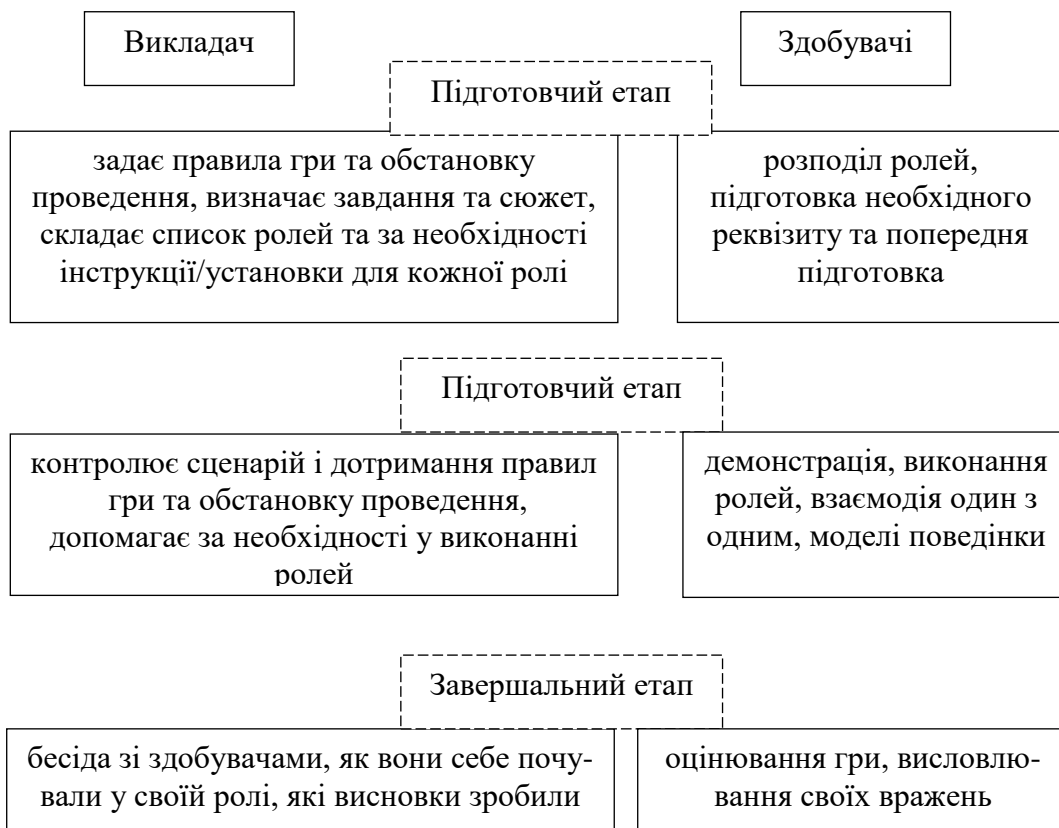 Викладач
Здобувачі
Підготовчий етап
задає правила гри та обстановку
проведення, визначає завдання та сюжет,
складає список ролей та за необхідності
інструкції/установки для кожної ролі
розподіл ролей,
підготовка необхідного
реквізиту та попередня
підготовка
Підготовчий етап
контролює сценарій і дотримання правил
гри та обстановку проведення,
допомагає за необхідності у виконанні
ролей
демонстрація, виконання
ролей, взаємодія один з
одним, моделі поведінки
Завершальний етап
бесіда зі здобувачами, як вони себе почу-
вали у своїй ролі, які висновки зробили
оцінювання гри, висловлю-
вання своїх вражень